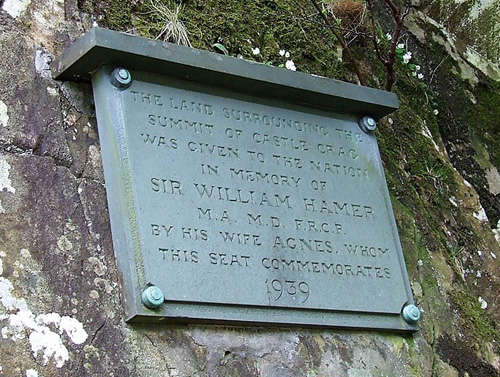 THE LAND SURROUNDING THE
SUMMIT OF CASTLE CRAG
WAS GIVEN TO THE NATION
IN MEMORY OF
SIR WILLIAM HAMER
M.A. M.D. F.R.C.P.
BY HIS WIFE AGNES, WHOM
THIS SEAT COMMEMORATES
1939